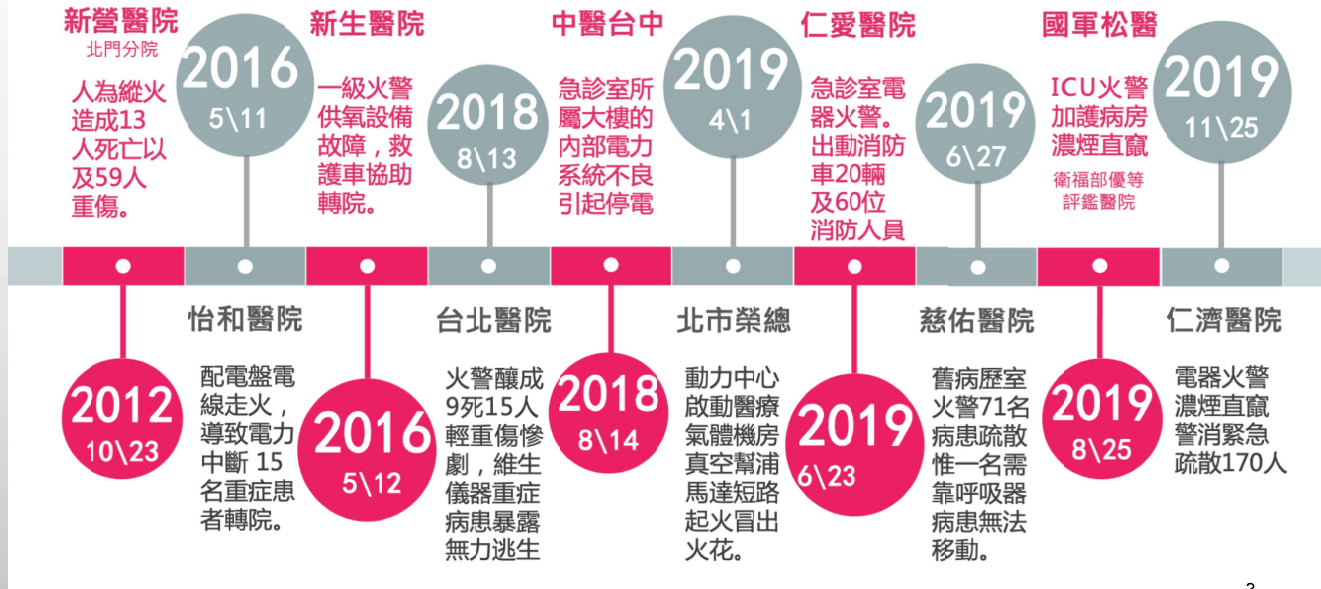 新營醫院
北門分院
人為縱火
造成13
人死亡以
及59人
重傷。
2012
10\23
2016
5\11
怡和醫院
配電盤電
線走火，
導致電力
中斷 15
名重症患
者轉院。
新生醫院
一級火警
供氧設備
故障，救
護車協助
轉院。
2016
5\12
2018
8\13
台北醫院
火警釀成
9死15人
輕重傷慘
劇，維生
儀器重症
病患暴露
無力逃生
中醫台中
急診室所
屬大樓的
內部電力
系統不良
引起停電
2018
8\14
2019
4\1
北市榮總
動力中心
啟動醫療
氣體機房
真空幫浦
馬達短路
起火冒出
火花。
仁愛醫院
急診室電
器火警。
出動消防
車20輛
及60位
消防人員
2019
6\23
2019
6\27
慈佑醫院
舊病歷室
火警71名
病患疏散
惟一名需
靠呼吸器
病患無法
移動。
國軍松醫
ICU火警
加護病房
濃煙直竄
衛福部優等
評鑑醫院
2019
8\25
2019
11\25
仁濟醫院
電器火警
濃煙直竄
警消緊急
疏散170人